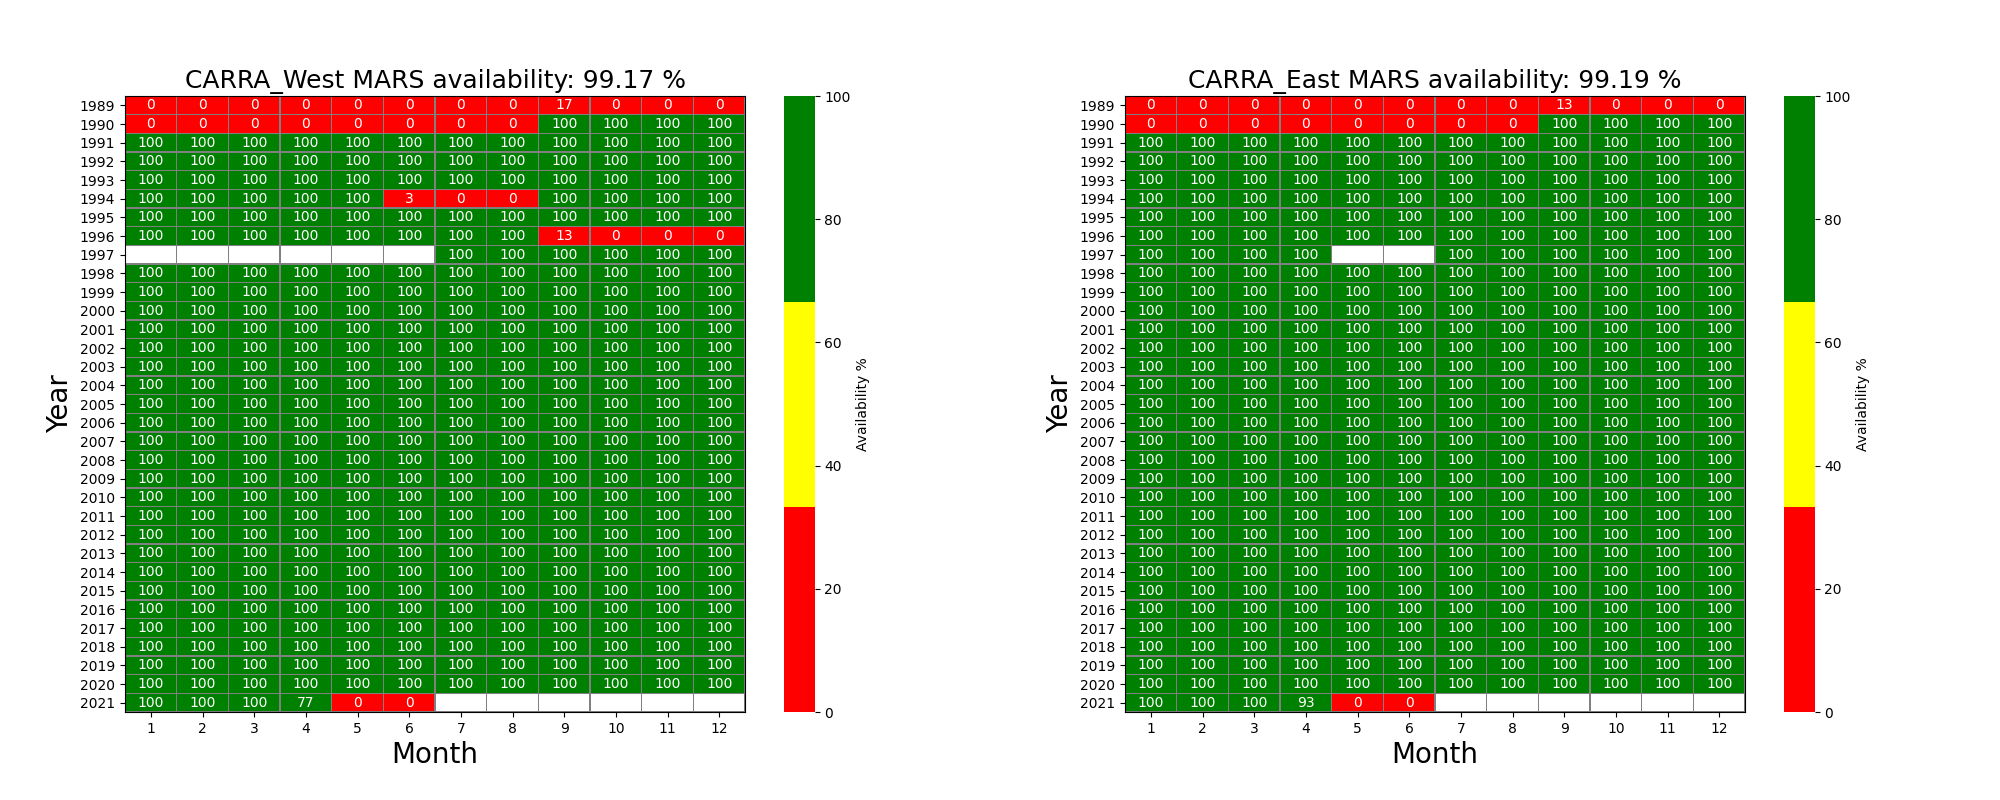 CARRA_West MARS availability: 99.17 %
1989 0 0 0 0 0 0 0 0 17 0 0 0
1990 0 0 0 0 0 0 0 0 100 100 100 100
1991 100 100 100 100 100 100 100 100 100 100 100 100
1992 100 100 100 100 100 100 100 100 100 100 100 100
1993 100 100 100 100 100 100 100 100 100 100 100 100
1994 100 100 100 100 100 3 0 0 100 100 100 100
1995 100 100 100 100 100 100 100 100 100 100 100 100
1996 100 100 100 100 100 100 100 100 13 0 0 0
1997 100 100 100 100 100 100
1998 100 100 100 100 100 100 100 100 100 100 100 100
1999 100 100 100 100 100 100 100 100 100 100 100 100
2000 100 100 100 100 100 100 100 100 100 100 100 100
2001 100 100 100 100 100 100 100 100 100 100 100 100
2002 100 100 100 100 100 100 100 100 100 100 100 100
2003 100 100 100 100 100 100 100 100 100 100 100 100
2004 100 100 100 100 100 100 100 100 100 100 100 100
2005 100 100 100 100 100 100 100 100 100 100 100 100
2006 100 100 100 100 100 100 100 100 100 100 100 100
2007 100 100 100 100 100 100 100 100 100 100 100 100
2008 100 100 100 100 100 100 100 100 100 100 100 100
2009 100 100 100 100 100 100 100 100 100 100 100 100
2010 100 100 100 100 100 100 100 100 100 100 100 100
2011 100 100 100 100 100 100 100 100 100 100 100 100
2012 100 100 100 100 100 100 100 100 100 100 100 100
2013 100 100 100 100 100 100 100 100 100 100 100 100
2014 100 100 100 100 100 100 100 100 100 100 100 100
2015 100 100 100 100 100 100 100 100 100 100 100 100
2016 100 100 100 100 100 100 100 100 100 100 100 100
2017 100 100 100 100 100 100 100 100 100 100 100 100
2018 100 100 100 100 100 100 100 100 100 100 100 100
2019 100 100 100 100 100 100 100 100 100 100 100 100
2020 100 100 100 100 100 100 100 100 100 100 100 100
2021 100 100 100 77 0 0
1 2 3 4 5 6 7 8 9 10 11 12
Month
Year
100
80
60
40
20
0
Availability %
CARRA_East MARS availability: 99.19 %
1989 0 0 0 0 0 0 0 0 13 0 0 0
1990 0 0 0 0 0 0 0 0 100 100 100 100
1991 100 100 100 100 100 100 100 100 100 100 100 100
1992 100 100 100 100 100 100 100 100 100 100 100 100
1993 100 100 100 100 100 100 100 100 100 100 100 100
1994 100 100 100 100 100 100 100 100 100 100 100 100
1995 100 100 100 100 100 100 100 100 100 100 100 100
1996 100 100 100 100 100 100 100 100 100 100 100 100
1997 100 100 100 100 100 100 100 100 100 100
1998 100 100 100 100 100 100 100 100 100 100 100 100
1999 100 100 100 100 100 100 100 100 100 100 100 100
2000 100 100 100 100 100 100 100 100 100 100 100 100
2001 100 100 100 100 100 100 100 100 100 100 100 100
2002 100 100 100 100 100 100 100 100 100 100 100 100
2003 100 100 100 100 100 100 100 100 100 100 100 100
2004 100 100 100 100 100 100 100 100 100 100 100 100
2005 100 100 100 100 100 100 100 100 100 100 100 100
2006 100 100 100 100 100 100 100 100 100 100 100 100
2007 100 100 100 100 100 100 100 100 100 100 100 100
2008 100 100 100 100 100 100 100 100 100 100 100 100
2009 100 100 100 100 100 100 100 100 100 100 100 100
2010 100 100 100 100 100 100 100 100 100 100 100 100
2011 100 100 100 100 100 100 100 100 100 100 100 100
2012 100 100 100 100 100 100 100 100 100 100 100 100
2013 100 100 100 100 100 100 100 100 100 100 100 100
2014 100 100 100 100 100 100 100 100 100 100 100 100
2015 100 100 100 100 100 100 100 100 100 100 100 100
2016 100 100 100 100 100 100 100 100 100 100 100 100
2017 100 100 100 100 100 100 100 100 100 100 100 100
2018 100 100 100 100 100 100 100 100 100 100 100 100
2019 100 100 100 100 100 100 100 100 100 100 100 100
2020 100 100 100 100 100 100 100 100 100 100 100 100
2021 100 100 100 93 0 0
1 2 3 4 5 6 7 8 9 10 11 12
Month
Year
100
80
60
40
20
0
Availability %